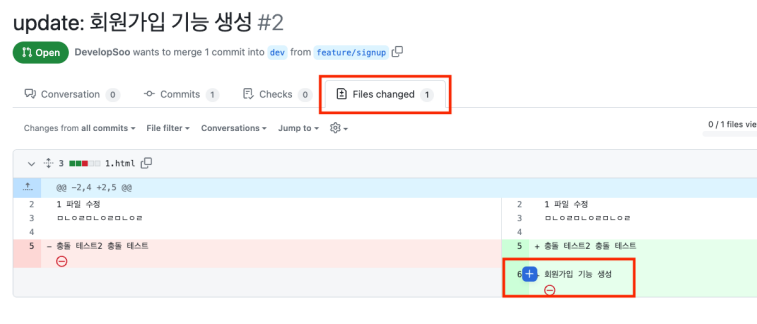 update: 회원가입 기능 생성 #2
Open DevelopSoo wants to merge 1 commit into dev from feature/signup
Conversation 0 Commits 1 Checks 0 Files changed 1
Changes from all commits File filter Conversations Jump to 0 / 1 files vie
3 1.html
@@ -2,4 +2,5 @@
2 1 파일 수정 2 1 파일 수정
3 ㅁㄴㅇㄹㅁㄴㅇㄹㅁㄴㅇㄹ 3 ㅁㄴㅇㄹㅁㄴㅇㄹㅁㄴㅇㄹ
4 4
5 - 충돌 테스트2 충돌 테스트 5 + 충돌 테스트2 충돌 테스트
6 + 회원가입 기능 생성